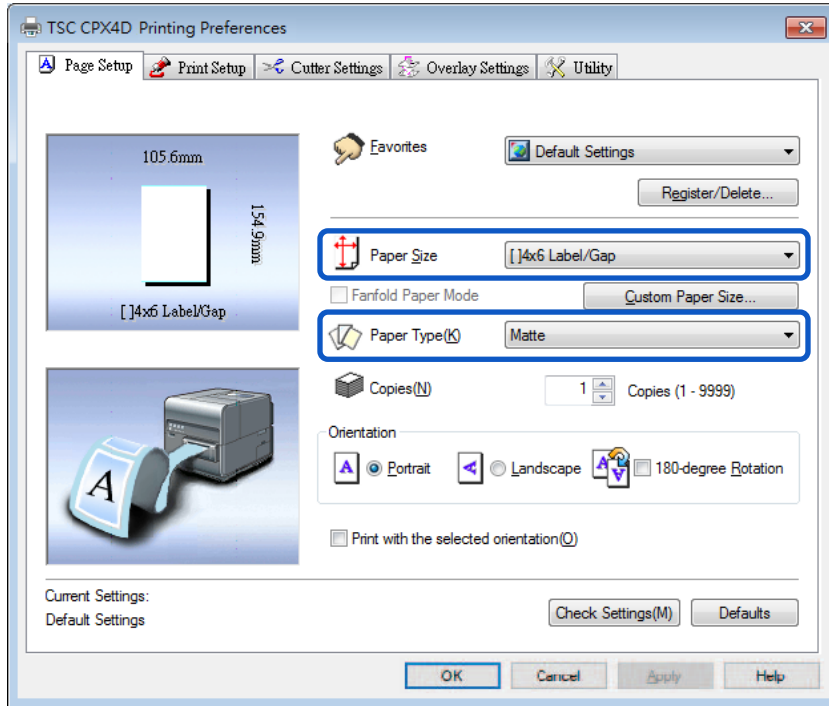 TSC CPX4D Printing Preferences
Page Setup Print Setup Cutter Settings Overlay Settings Utility
105.6mm
154.9mm
[ ]4x6 Label/Gap
Favorites Default Settings
Register/Delete...
Paper Size [ ]4x6 Label/Gap
Fanfold Paper Mode Custom Paper Size...
Paper Type(K) Matte
Copies(N) 1 Copies (1 - 9999)
Orientation
A Portrait A Landscape A A 180-degree Rotation
A
Print with the selected orientation(O)
Current Settings:
Default Settings
Check Settings(M) Defaults
OK Cancel Apply Help